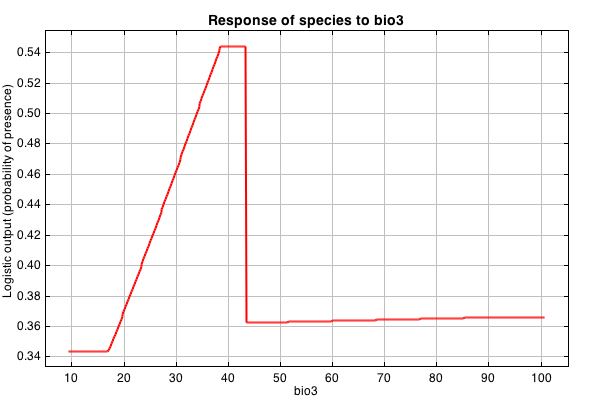 Response of species to bio3
Logistic output (probability of presence)
0.54
0.52
0.50
0.48
0.46
0.44
0.42
0.40
0.38
0.36
0.34
10 20 30 40 50 60 70 80 90 100
bio3